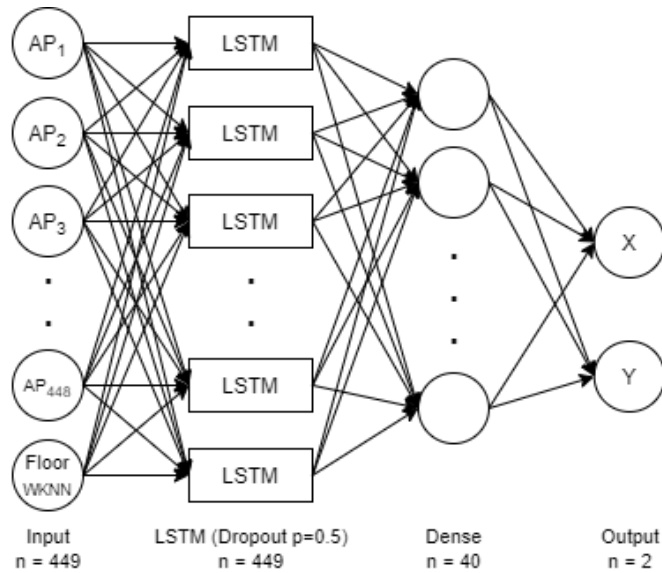 AP₁
LSTM
AP₂
LSTM
AP₃
LSTM
X
AP₄₄₈
LSTM
Y
Floor
WKNN
LSTM
Input
n = 449
LSTM (Dropout p=0.5)
n = 449
Dense
n = 40
Output
n = 2